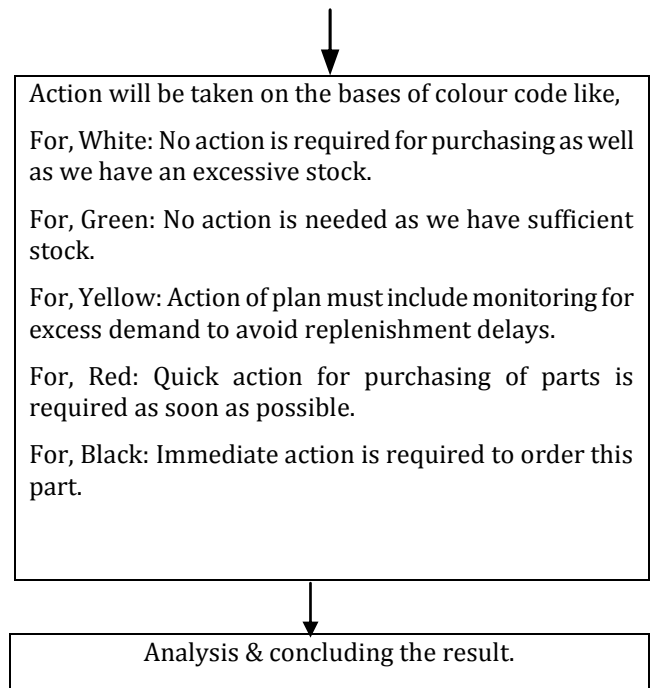 Action will be taken on the bases of colour code like,
For, White: No action is required for purchasing as well
as we have an excessive stock.
For, Green: No action is needed as we have sufficient
stock.
For, Yellow: Action of plan must include monitoring for
excess demand to avoid replenishment delays.
For, Red: Quick action for purchasing of parts is
required as soon as possible.
For, Black: Immediate action is required to order this
part.
Analysis & concluding the result.